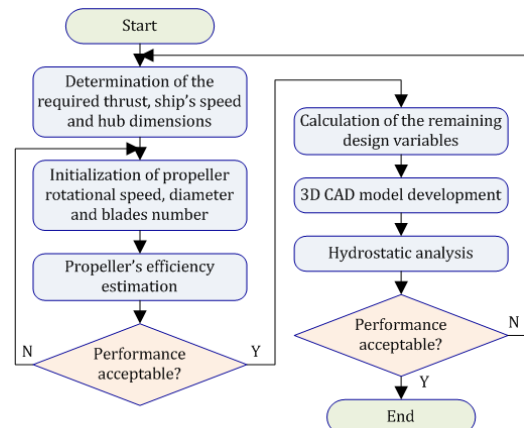 Start
Determination of the
required thrust, ship's speed
and hub dimensions
Initialization of propeller
rotational speed, diameter
and blades number
Propeller's efficiency
estimation
N
Performance
acceptable?
Y
Calculation of the remaining
design variables
3D CAD model development
Hydrostatic analysis
Performance
acceptable?
N
Y
End